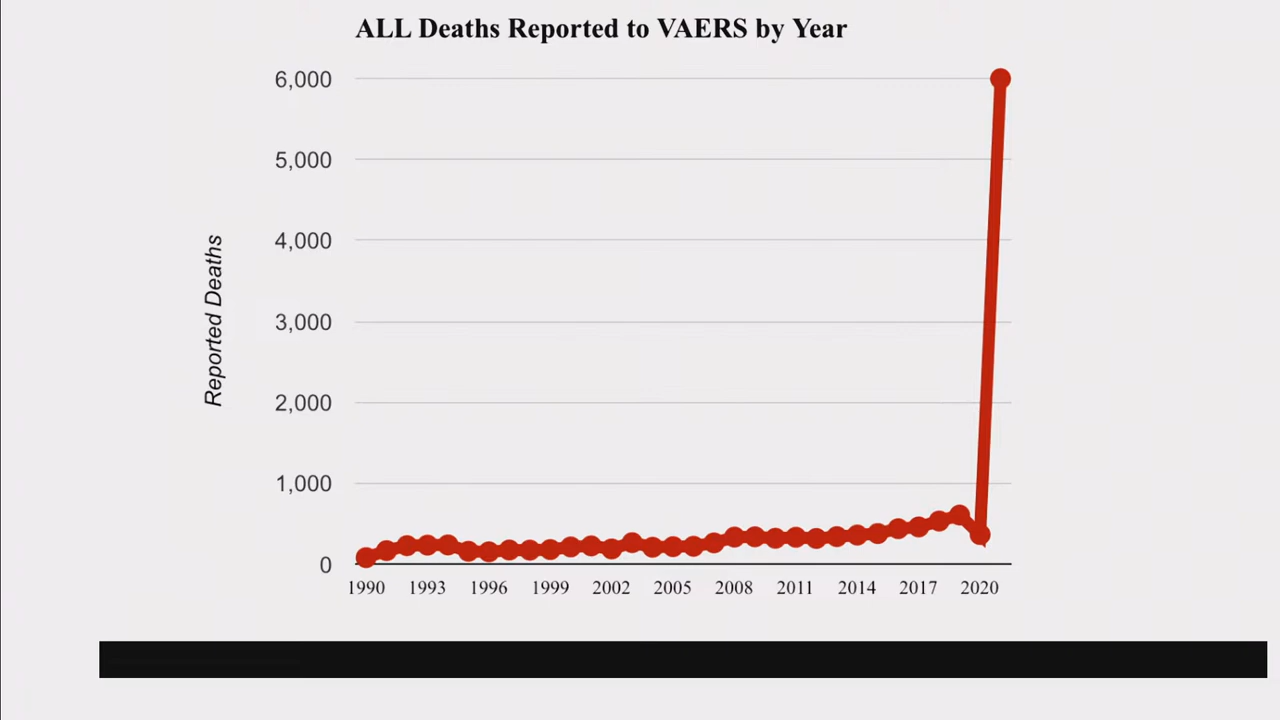 ALL Deaths Reported to VAERS by Year
Reported Deaths
6,000
5,000
4,000
3,000
2,000
1,000
0
1990 1993 1996 1999 2002 2005 2008 2011 2014 2017 2020